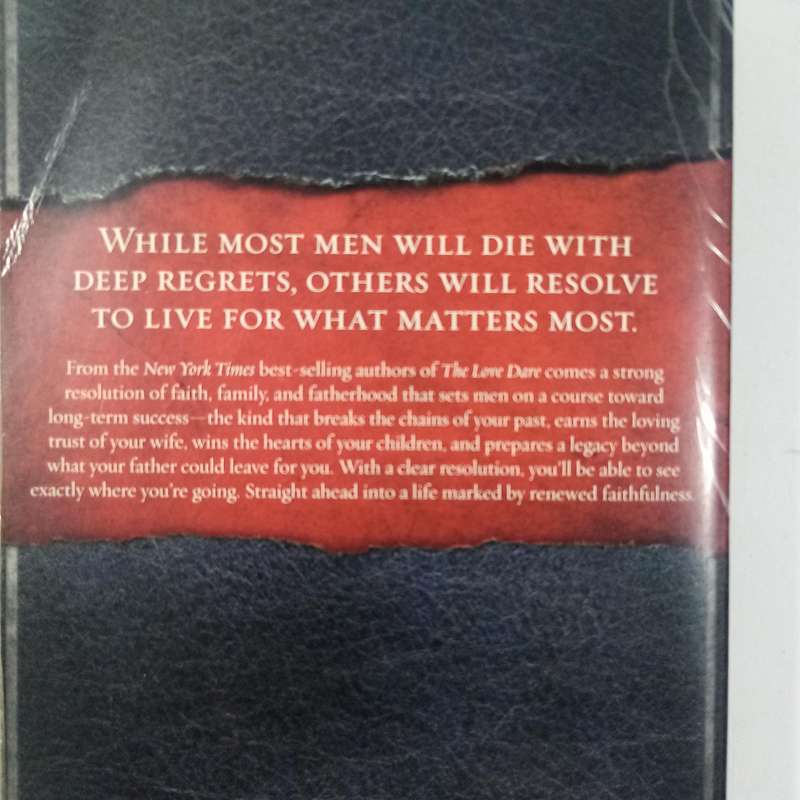 WHILE MOST MEN WILL DIE WITH
DEEP REGRETS, OTHERS WILL RESOLVE
TO LIVE FOR WHAT MATTERS MOST.
From the New York Times best-selling authors of The Love Dare comes a strong
resolution of faith, family, and fatherhood that sets men on a course toward
long-term success—the kind that breaks the chains of your past, earns the loving
trust of your wife, wins the hearts of your children, and prepares a legacy beyond
what your father could leave for you. With a clear resolution, you'll be able to see
exactly where you're going. Straight ahead into a life marked by renewed faithfulness.